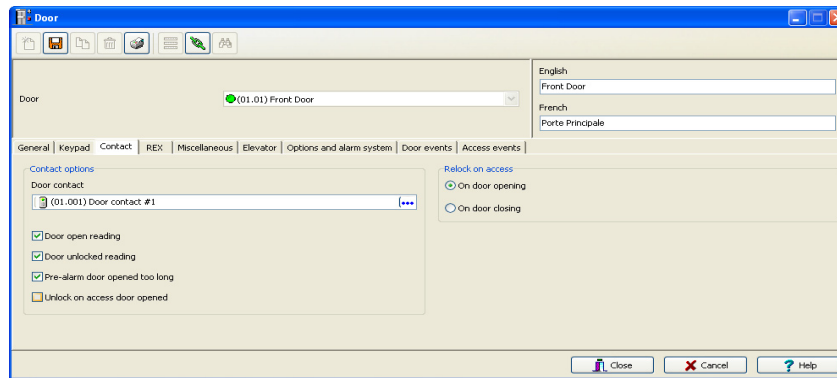 Door
English
Front Door
Door
(01.01) Front Door
French
Porte Principale
General Keypad Contact REX Miscellaneous Elevator Options and alarm system Door events Access events
Contact options
Door contact
(01.001) Door contact #1
Door open reading
Door unlocked reading
Pre-alarm door opened too long
Unlock on access door opened
Relock on access
On door opening
On door closing
Close Cancel Help